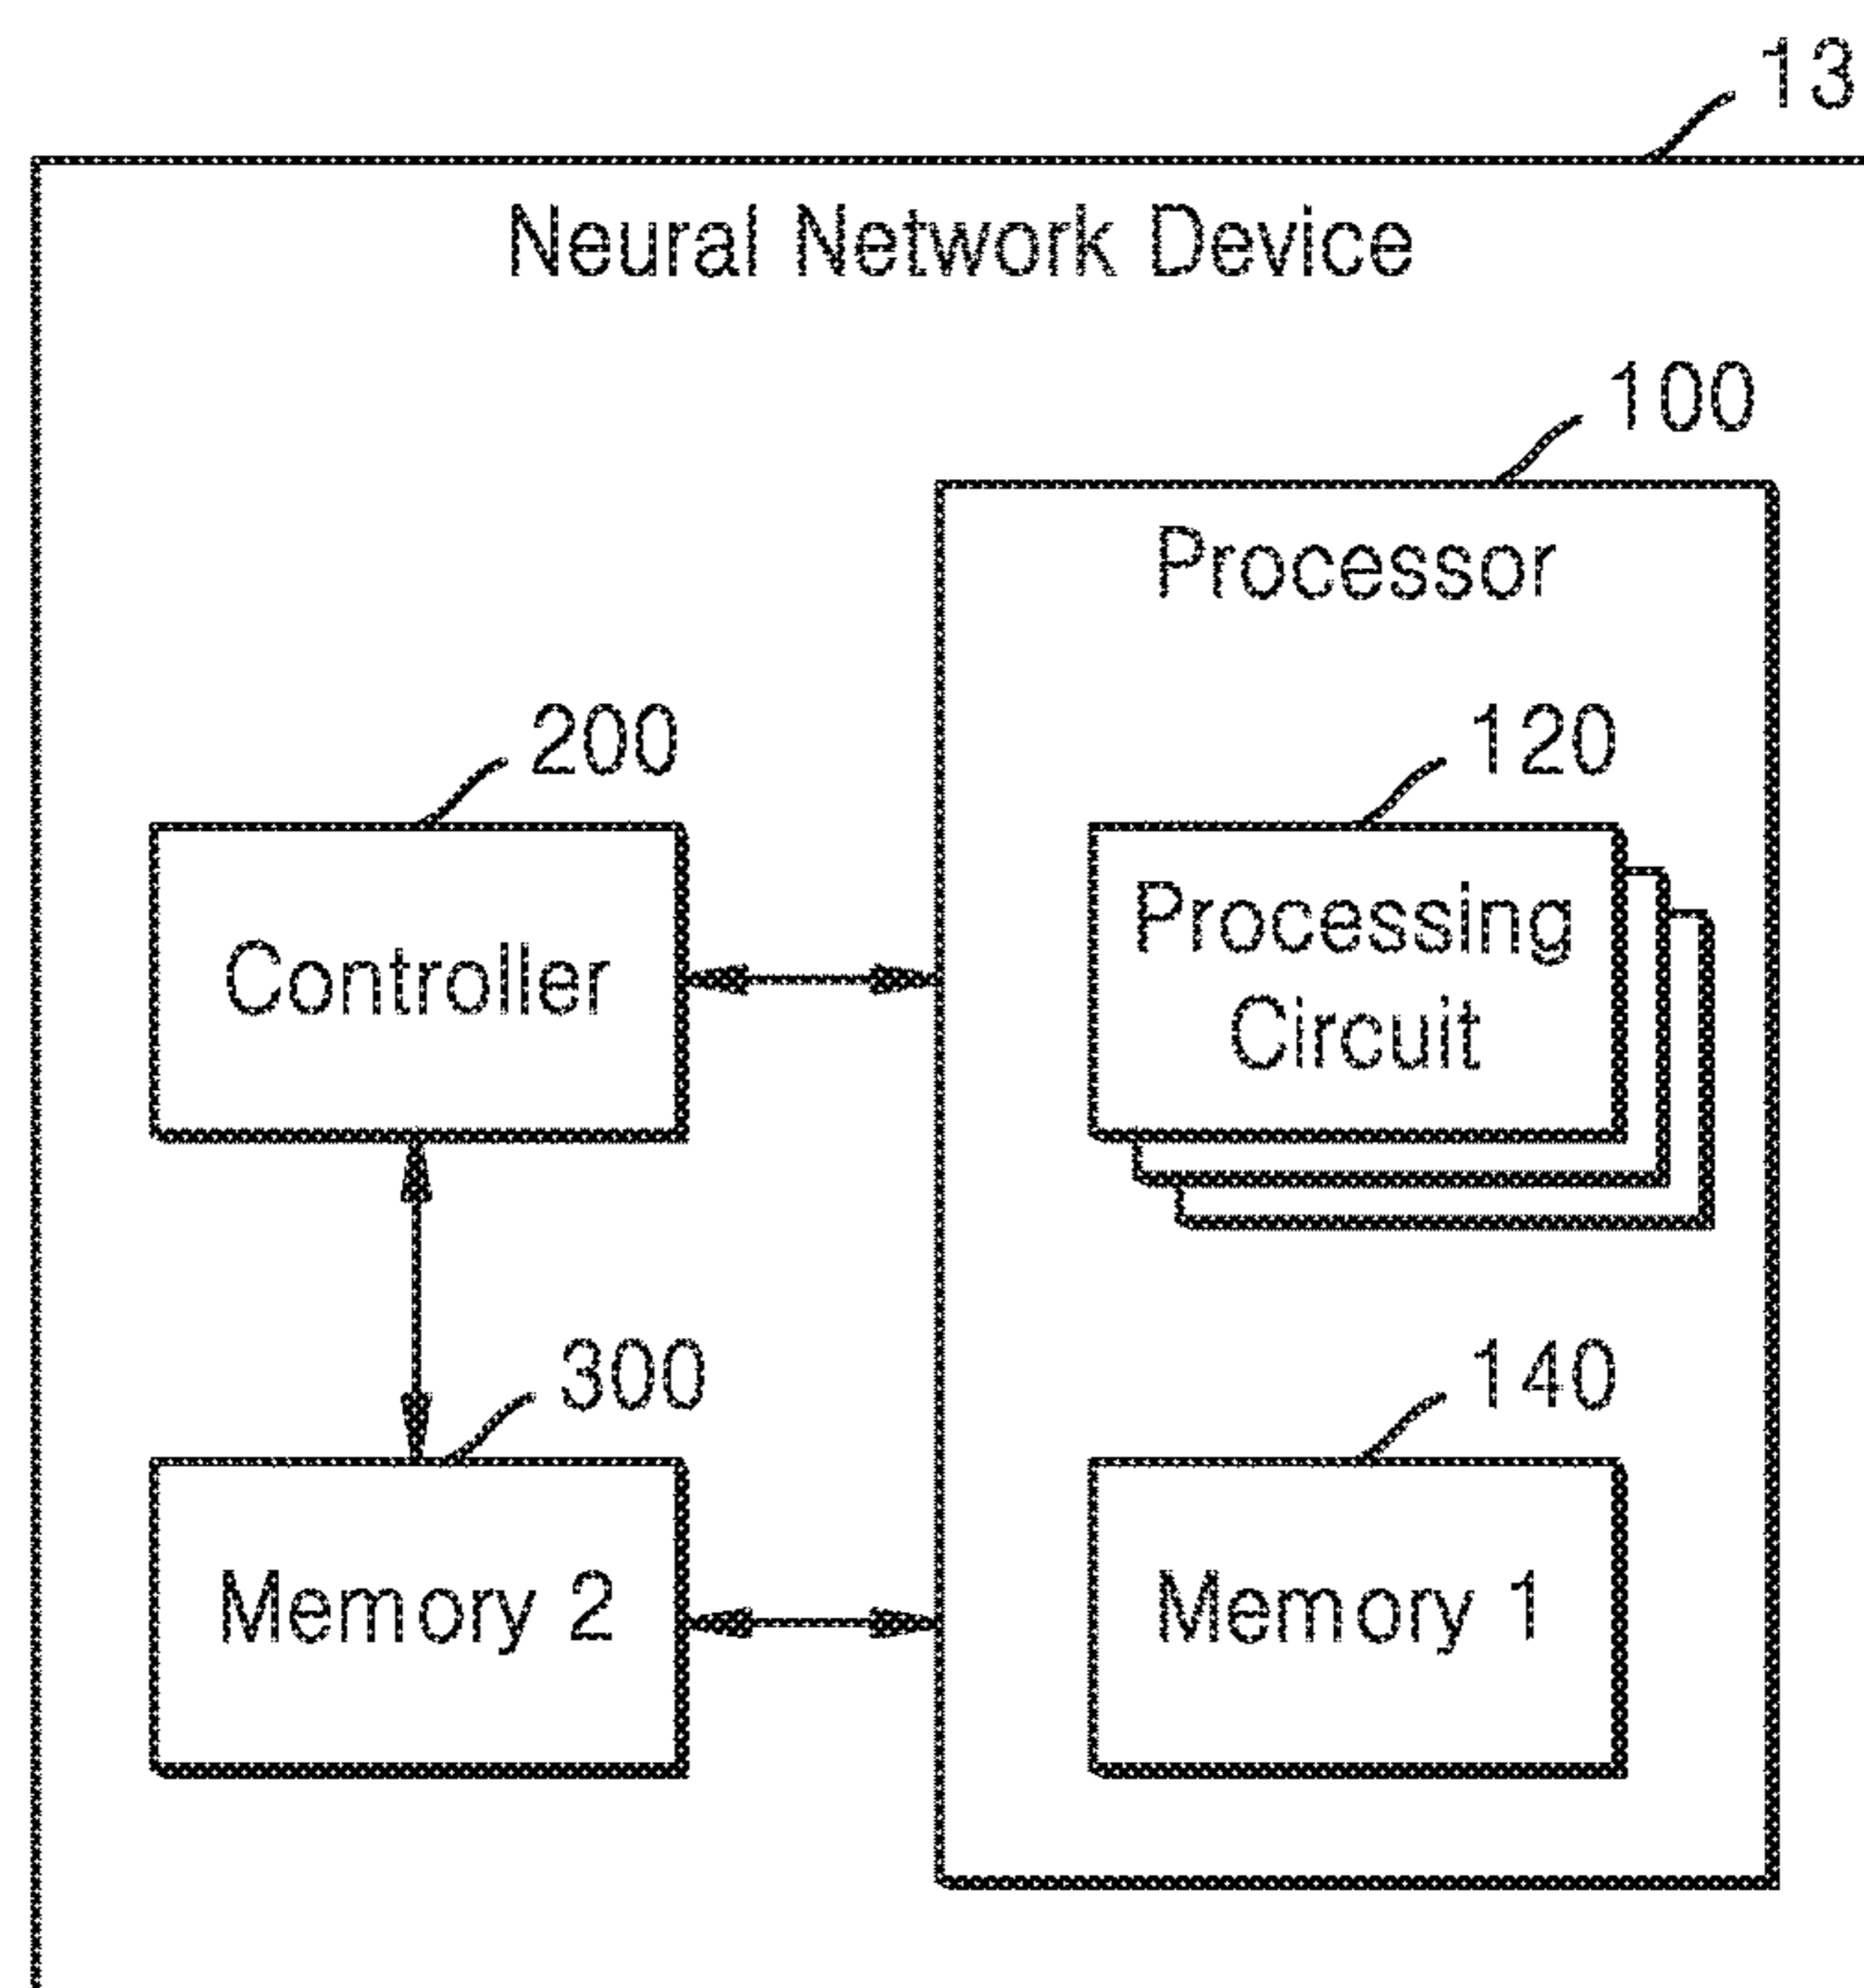 13
Neural Network Device
100
Processor
200
120
Controller
Processing
Circuit
300
140
Memory 2
Memory 1